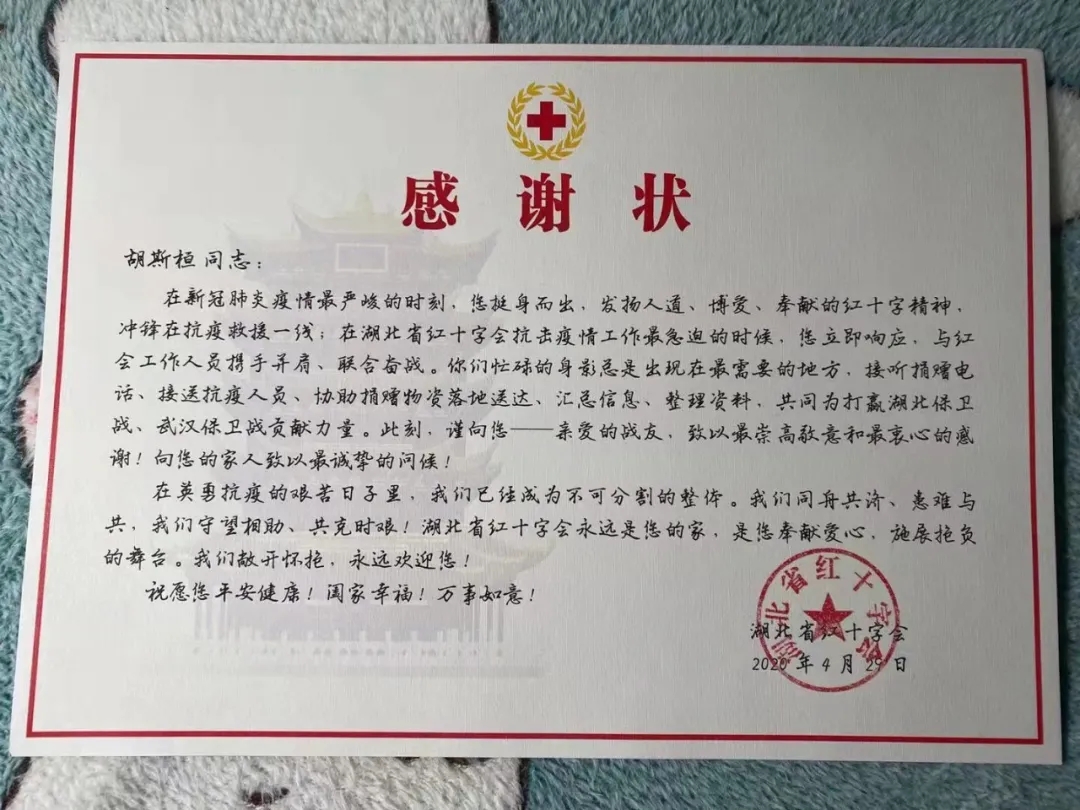 感谢状
胡斯桓 同志：
在新冠肺炎疫情最严峻的时刻，您挺身而出，发扬人道、博爱、奉献的红十字精神，
冲锋在抗疫救援一线；在湖北省红十字会抗击疫情工作最急迫的时候，您立即响应，与红
会工作人员携手并肩、联合奋战。你们忙碌的身影总是出现在最需要的地方，接听捐赠电
话、接送抗疫人员、协助捐赠物资落地送达、汇总信息、整理资料，共同为打赢湖北保卫
战、武汉保卫战贡献力量。此刻，谨向您——亲爱的战友，致以最崇高敬意和最衷心的感
谢！向您的家人致以最诚挚的问候！
在英勇抗疫的艰苦日子里，我们已经成为不可分割的整体。我们同舟共济、患难与
共，我们守望相助、共克时艰！湖北省红十字会永远是您的家，是您奉献爱心，施展抱负
的舞台。我们敞开怀抱，永远欢迎您！
祝愿您平安健康！阖家幸福！万事如意！
湖北省红十字会
湖北省红十字会
2020 年 4 月 29 日